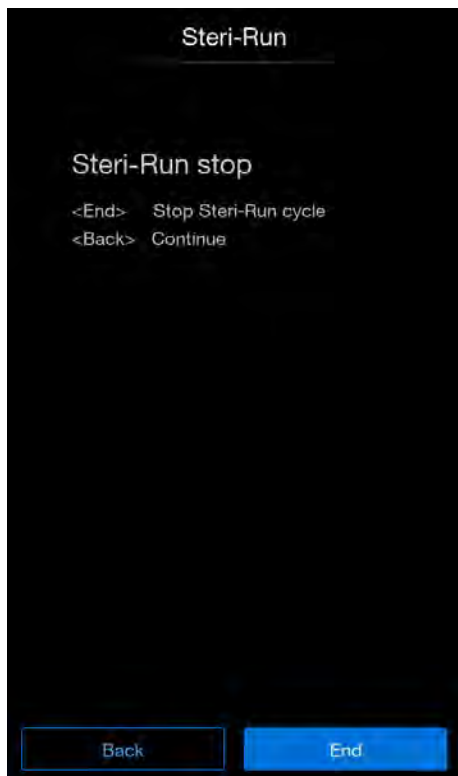 Steri-Run
Steri-Run stop
<End> Stop Steri-Run cycle
<Back> Continue
Back
End